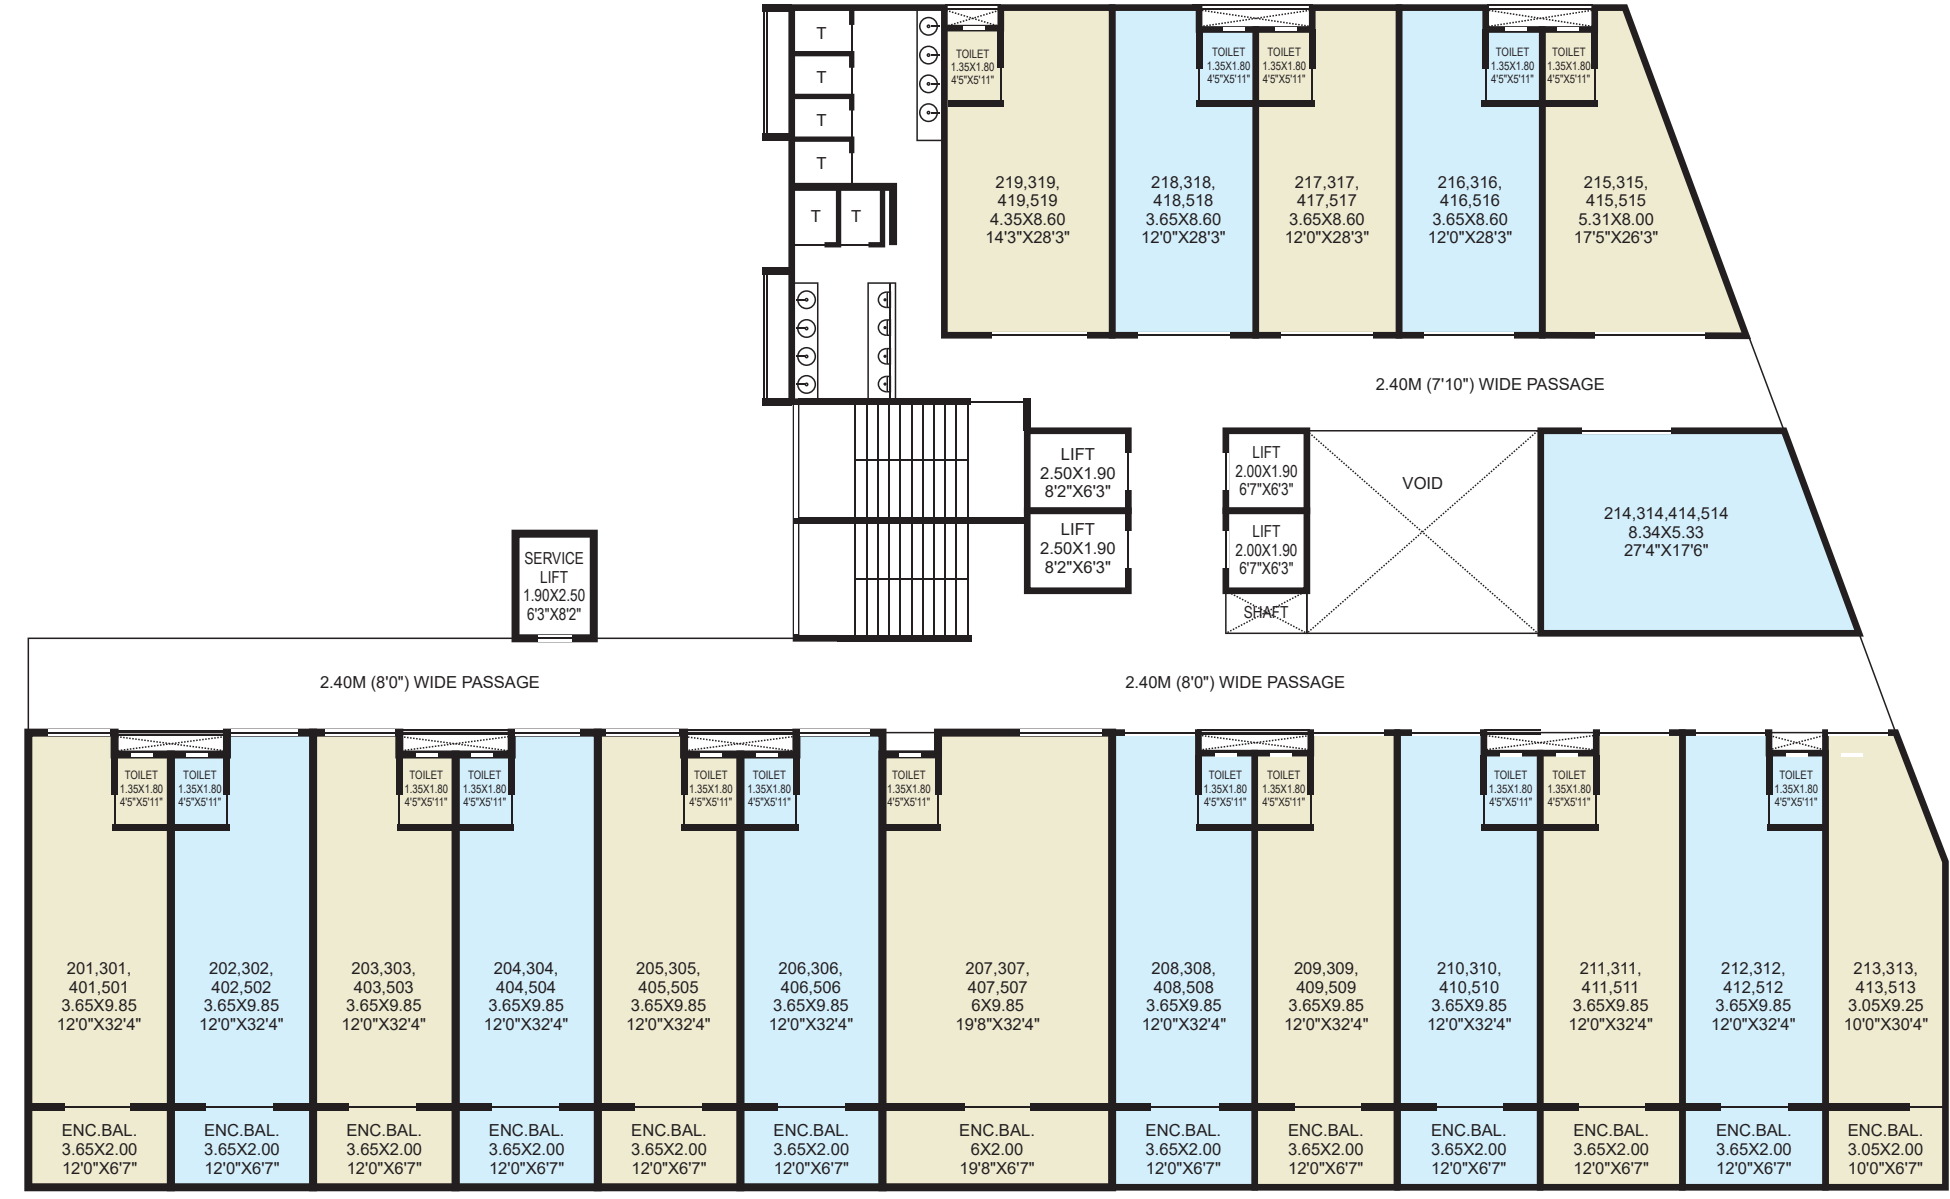 T
T
T
T
T
T
TOILET
1.35X1.80
4'5"X5'11"
TOILET
1.35X1.80
4'5"X5'11"
TOILET
1.35X1.80
4'5"X5'11"
TOILET
1.35X1.80
4'5"X5'11"
TOILET
1.35X1.80
4'5"X5'11"
219,319,
419,519
4.35X8.60
14'3"X28'3"
218,318,
418,518
3.65X8.60
12'0"X28'3"
217,317,
417,517
3.65X8.60
12'0"X28'3"
216,316,
416,516
3.65X8.60
12'0"X28'3"
215,315,
415,515
5.31X8.00
17'5"X26'3"
2.40M (7'10") WIDE PASSAGE
LIFT
2.50X1.90
8'2"X6'3"
LIFT
2.00X1.90
6'7"X6'3"
VOID
LIFT
2.50X1.90
8'2"X6'3"
LIFT
2.00X1.90
6'7"X6'3"
SHAFT
214,314,414,514
8.34X5.33
27'4"X17'6"
SERVICE
LIFT
1.90X2.50
6'3"X8'2"
2.40M (8'0") WIDE PASSAGE
2.40M (8'0") WIDE PASSAGE
TOILET
1.35X1.80
4'5"X5'11"
TOILET
1.35X1.80
4'5"X5'11"
TOILET
1.35X1.80
4'5"X5'11"
TOILET
1.35X1.80
4'5"X5'11"
TOILET
1.35X1.80
4'5"X5'11"
TOILET
1.35X1.80
4'5"X5'11"
TOILET
1.35X1.80
4'5"X5'11"
TOILET
1.35X1.80
4'5"X5'11"
TOILET
1.35X1.80
4'5"X5'11"
TOILET
1.35X1.80
4'5"X5'11"
TOILET
1.35X1.80
4'5"X5'11"
TOILET
1.35X1.80
4'5"X5'11"
201,301,
401,501
3.65X9.85
12'0"X32'4"
202,302,
402,502
3.65X9.85
12'0"X32'4"
203,303,
403,503
3.65X9.85
12'0"X32'4"
204,304,
404,504
3.65X9.85
12'0"X32'4"
205,305,
405,505
3.65X9.85
12'0"X32'4"
206,306,
406,506
3.65X9.85
12'0"X32'4"
207,307,
407,507
6X9.85
19'8"X32'4"
208,308,
408,508
3.65X9.85
12'0"X32'4"
209,309,
409,509
3.65X9.85
12'0"X32'4"
210,310,
410,510
3.65X9.85
12'0"X32'4"
211,311,
411,511
3.65X9.85
12'0"X32'4"
212,312,
412,512
3.65X9.85
12'0"X32'4"
213,313,
413,513
3.05X9.25
10'0"X30'4"
ENC.BAL.
3.65X2.00
12'0"X6'7"
ENC.BAL.
3.65X2.00
12'0"X6'7"
ENC.BAL.
3.65X2.00
12'0"X6'7"
ENC.BAL.
3.65X2.00
12'0"X6'7"
ENC.BAL.
3.65X2.00
12'0"X6'7"
ENC.BAL.
3.65X2.00
12'0"X6'7"
ENC.BAL.
6X2.00
19'8"X6'7"
ENC.BAL.
3.65X2.00
12'0"X6'7"
ENC.BAL.
3.65X2.00
12'0"X6'7"
ENC.BAL.
3.65X2.00
12'0"X6'7"
ENC.BAL.
3.65X2.00
12'0"X6'7"
ENC.BAL.
3.65X2.00
12'0"X6'7"
ENC.BAL.
3.05X2.00
10'0"X6'7"